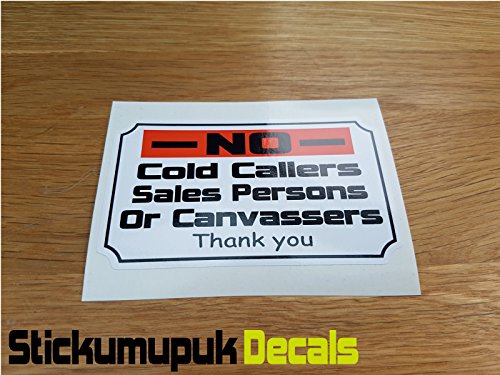 NO
Cold Callers
Sales Persons
Or Canvassers
Thank you
Stickumupuk Decals